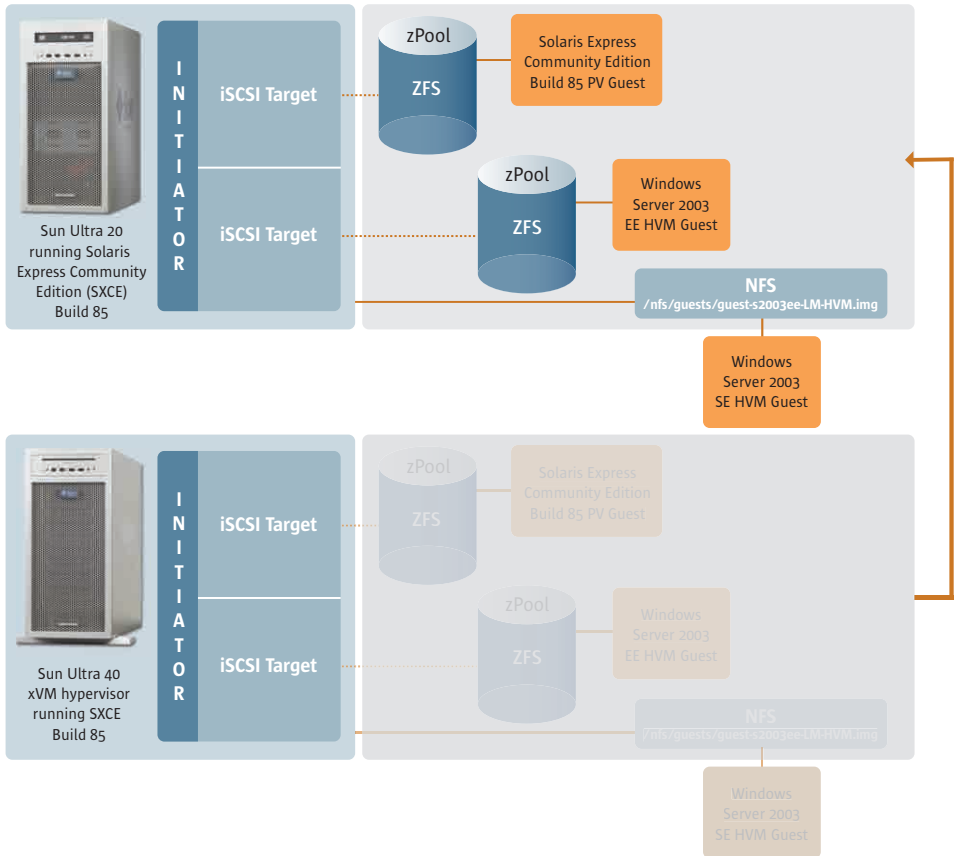 zPool
ZFS
Solaris Express
Community Edition
Build 85 PV Guest
INITIATOR
iSCSI Target
iSCSI Target
zPool
ZFS
Windows
Server 2003
EE HVM Guest
Sun Ultra 20
running Solaris
Express Community
Edition (SXCE)
Build 85
NFS
/nfs/guests/guest-s2003ee-LM-HVM.img
Windows
Server 2003
SE HVM Guest
zPool
ZFS
Solaris Express
Community Edition
Build 85 PV Guest
INITIATOR
iSCSI Target
iSCSI Target
zPool
ZFS
Windows
Server 2003
EE HVM Guest
Sun Ultra 40
xVM hypervisor
running SXCE
Build 85
NFS
/nfs/guests/guest-s2003ee-LM-HVM.img
Windows
Server 2003
SE HVM Guest